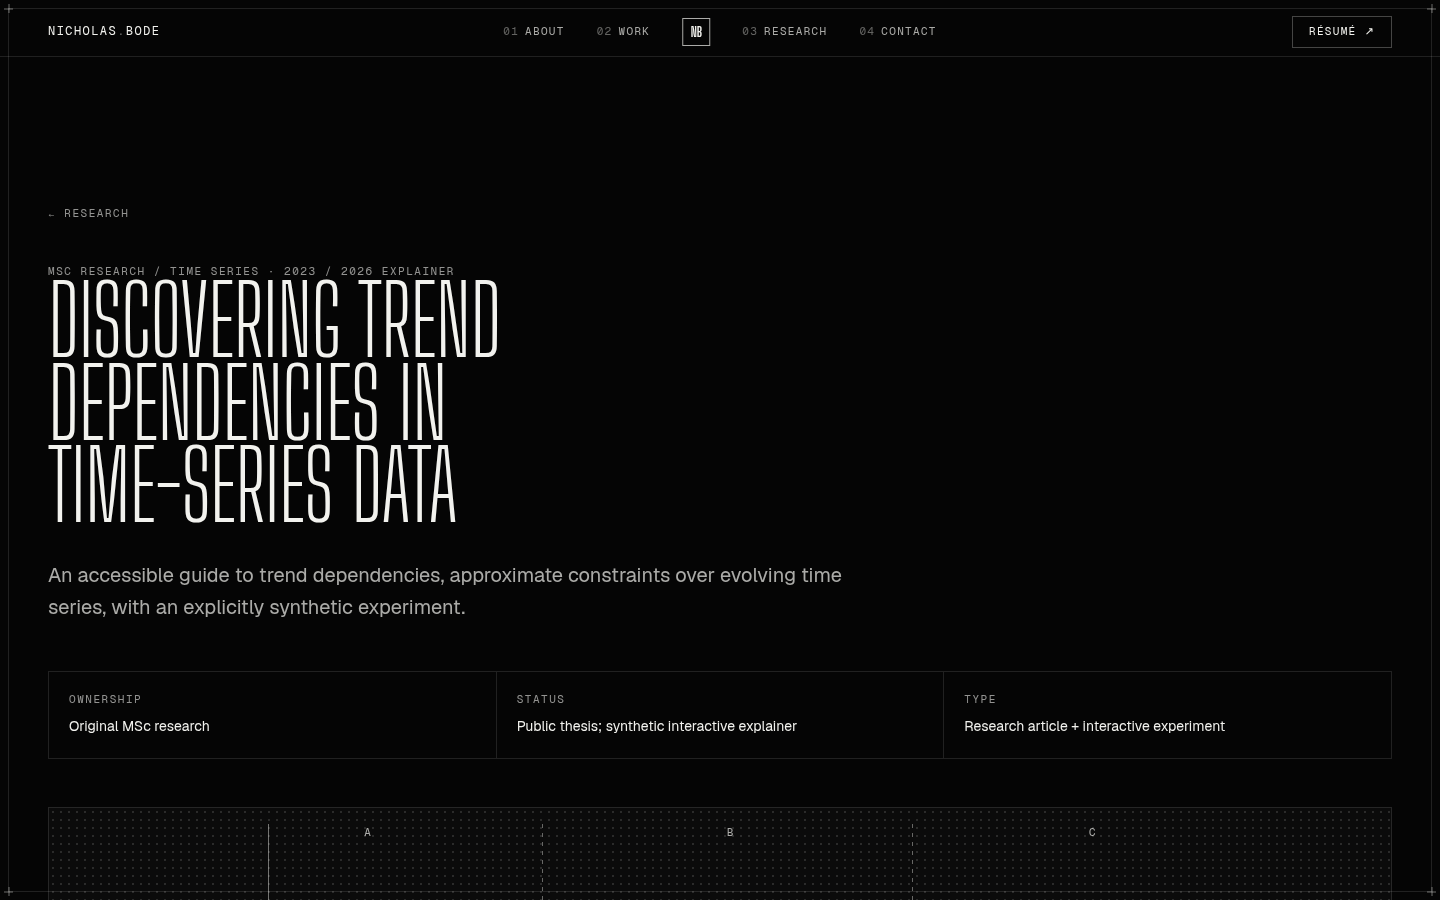 NICHOLAS.BODE
01 ABOUT
02 WORK
NB
03 RESEARCH
04 CONTACT
RÉSUMÉ ↗
← RESEARCH
MSC RESEARCH / TIME SERIES · 2023 / 2026 EXPLAINER
DISCOVERING TREND
DEPENDENCIES IN
TIME-SERIES DATA
An accessible guide to trend dependencies, approximate constraints over evolving time
series, with an explicitly synthetic experiment.
OWNERSHIP
Original MSc research
STATUS
Public thesis; synthetic interactive explainer
TYPE
Research article + interactive experiment
A
B
C